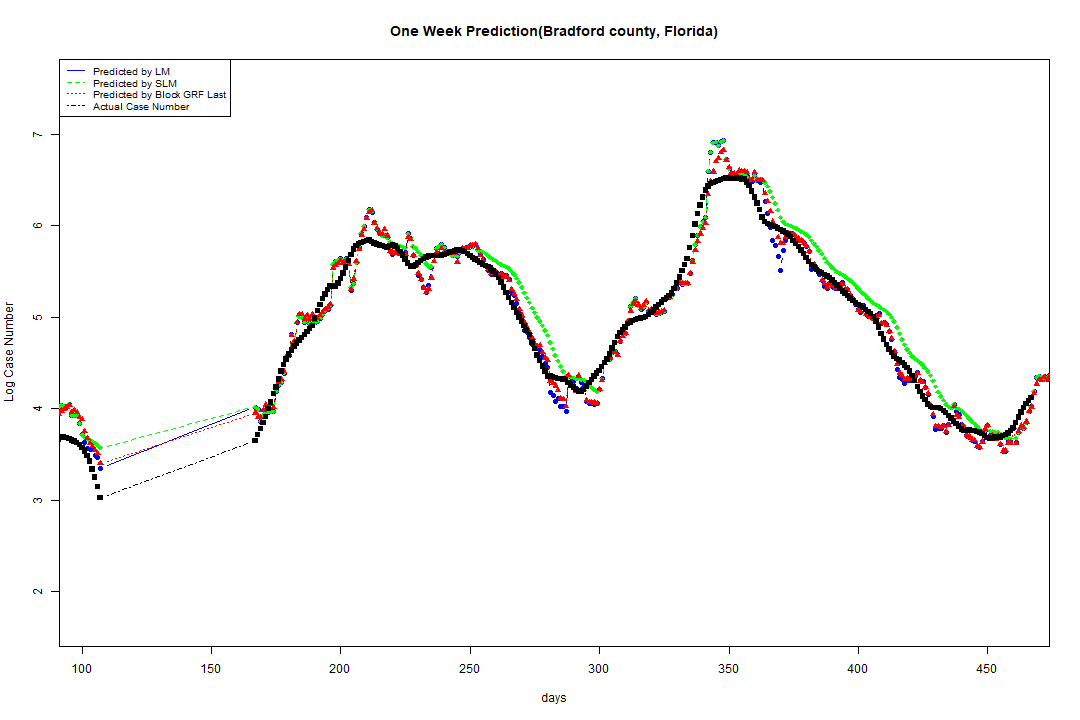 One Week Prediction(Bradford county, Florida)
Predicted by LM
Predicted by SLM
Predicted by Block GRF Last
Actual Case Number
Log Case Number
7
6
5
4
3
2
100 150 200 250 300 350 400 450
days